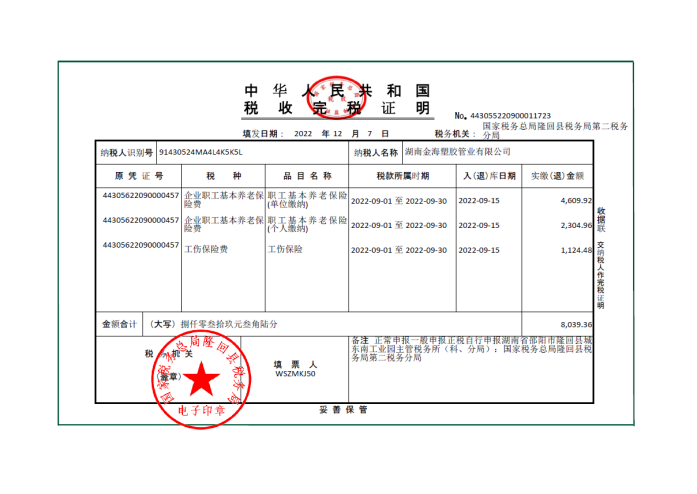 中 华 人 民 共 和 国
税 收 完 税 证 明
No. 443055220900011723
填发日期： 2022 年 12 月 7 日
税务机关： 国家税务总局隆回县税务局第二税务
分局
纳税人识别号 91430524MA4L4K5K5L 纳税人名称 湖南金海塑胶管业有限公司
原 凭 证 号 税 种 品 目 名 称 税款所属时期 入(退)库日期 实缴(退)金额
44305622090000457 企业职工基本养老保 职工基本养老保险 2022-09-01 至 2022-09-30 2022-09-15 4,609.92
险费 (单位缴纳)
44305622090000457 企业职工基本养老保 职工基本养老保险 2022-09-01 至 2022-09-30 2022-09-15 2,304.96
险费 (个人缴纳)
44305622090000457 工伤保险费 工伤保险 2022-09-01 至 2022-09-30 2022-09-15 1,124.48
金额合计 (大写) 捌仟零叁拾玖元叁角陆分 8,039.36
税 务 机 关
(盖章)
国家税务总局隆回县税务局
电子印章
填 票 人
WSZMKJ50
备注 正常申报一般申报正税自行申报湖南省邵阳市隆回县城
东南工业园主管税务所（科、分局）：国家税务总局隆回县税
务局第二税务分局
收据联 交纳税人作完税证明
妥 善 保 管